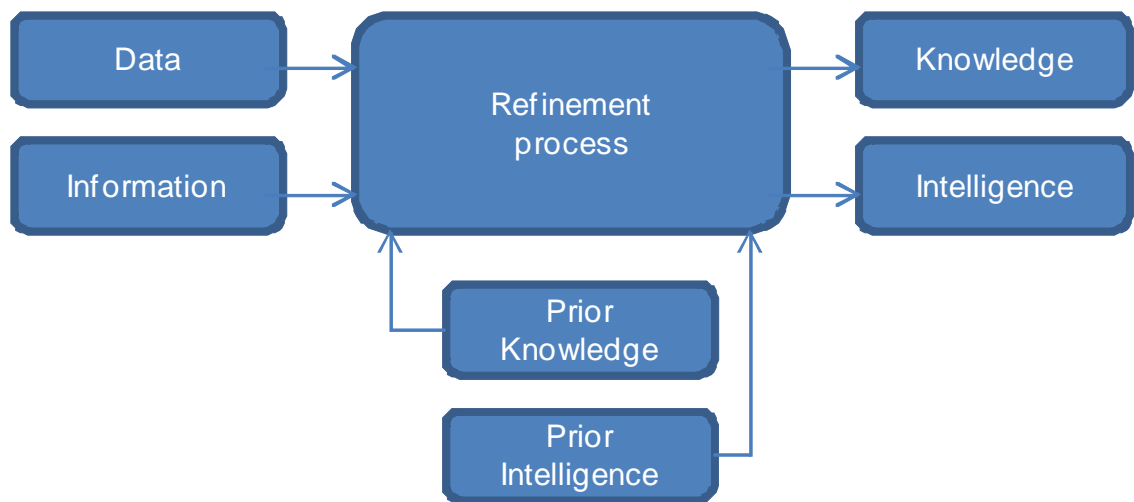 Data
Information
Refinement
process
Knowledge
Intelligence
Prior
Knowledge
Prior
Intelligence